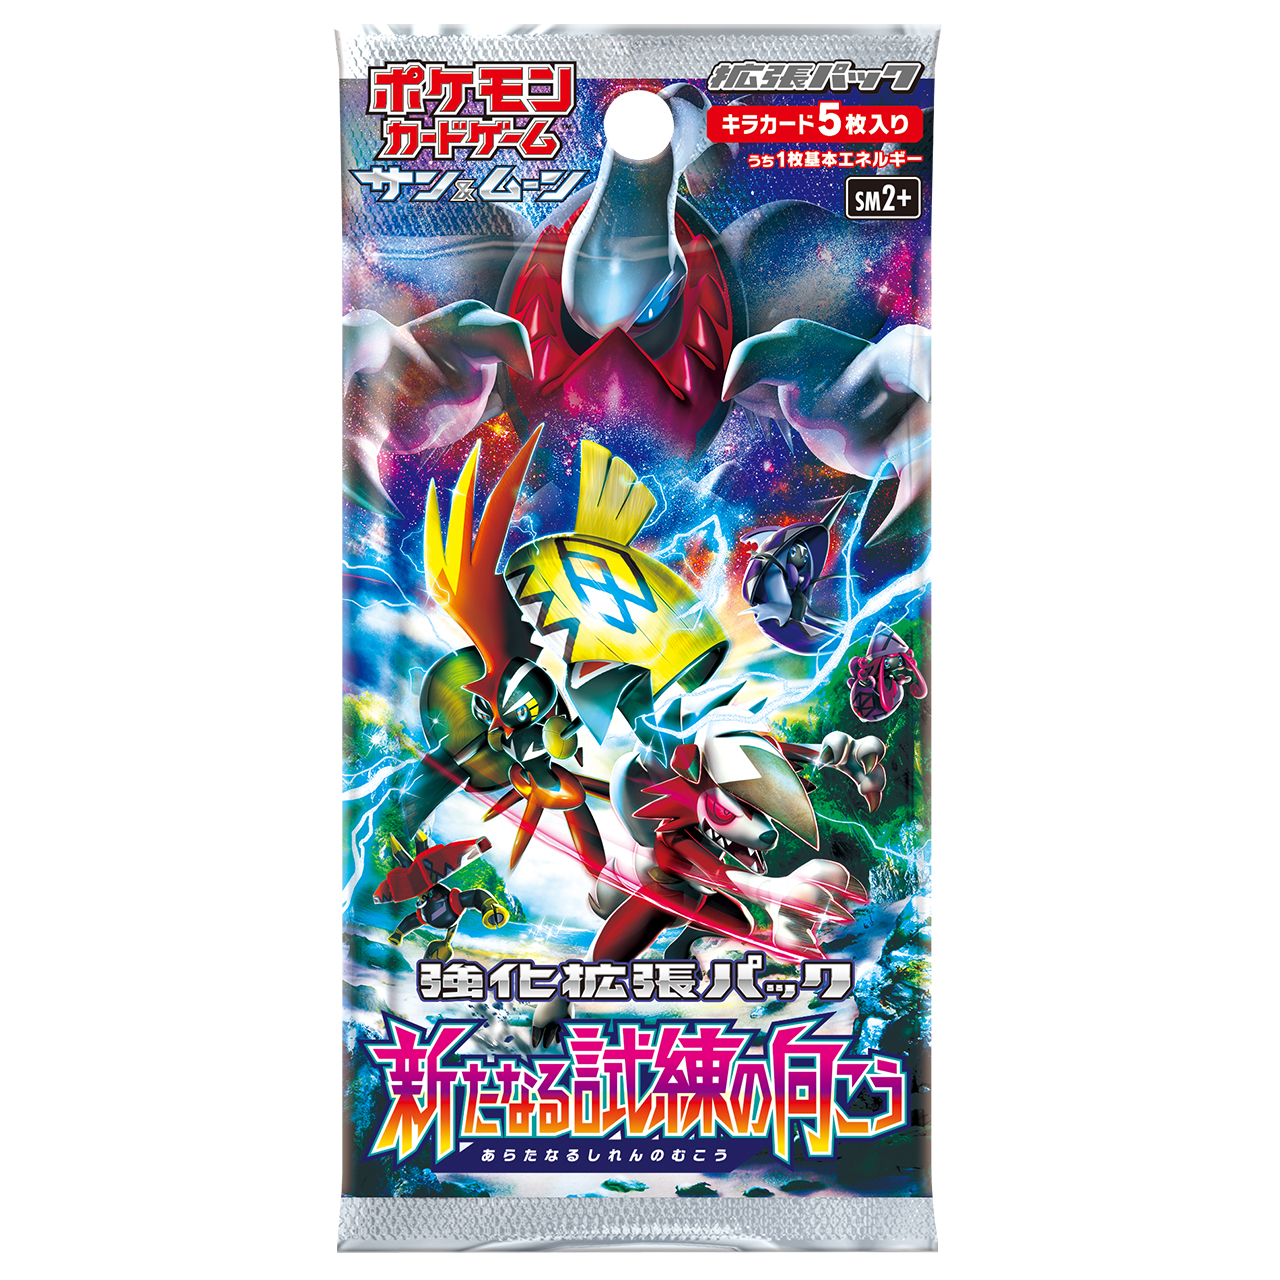 ポケモン
カードゲーム™
サン&ムーン
拡張パック
キラカード5枚入り
うち1枚基本エネルギー
SM2+
強化拡張パック
新たなる試練の向こう
あらたなるしれんのむこう